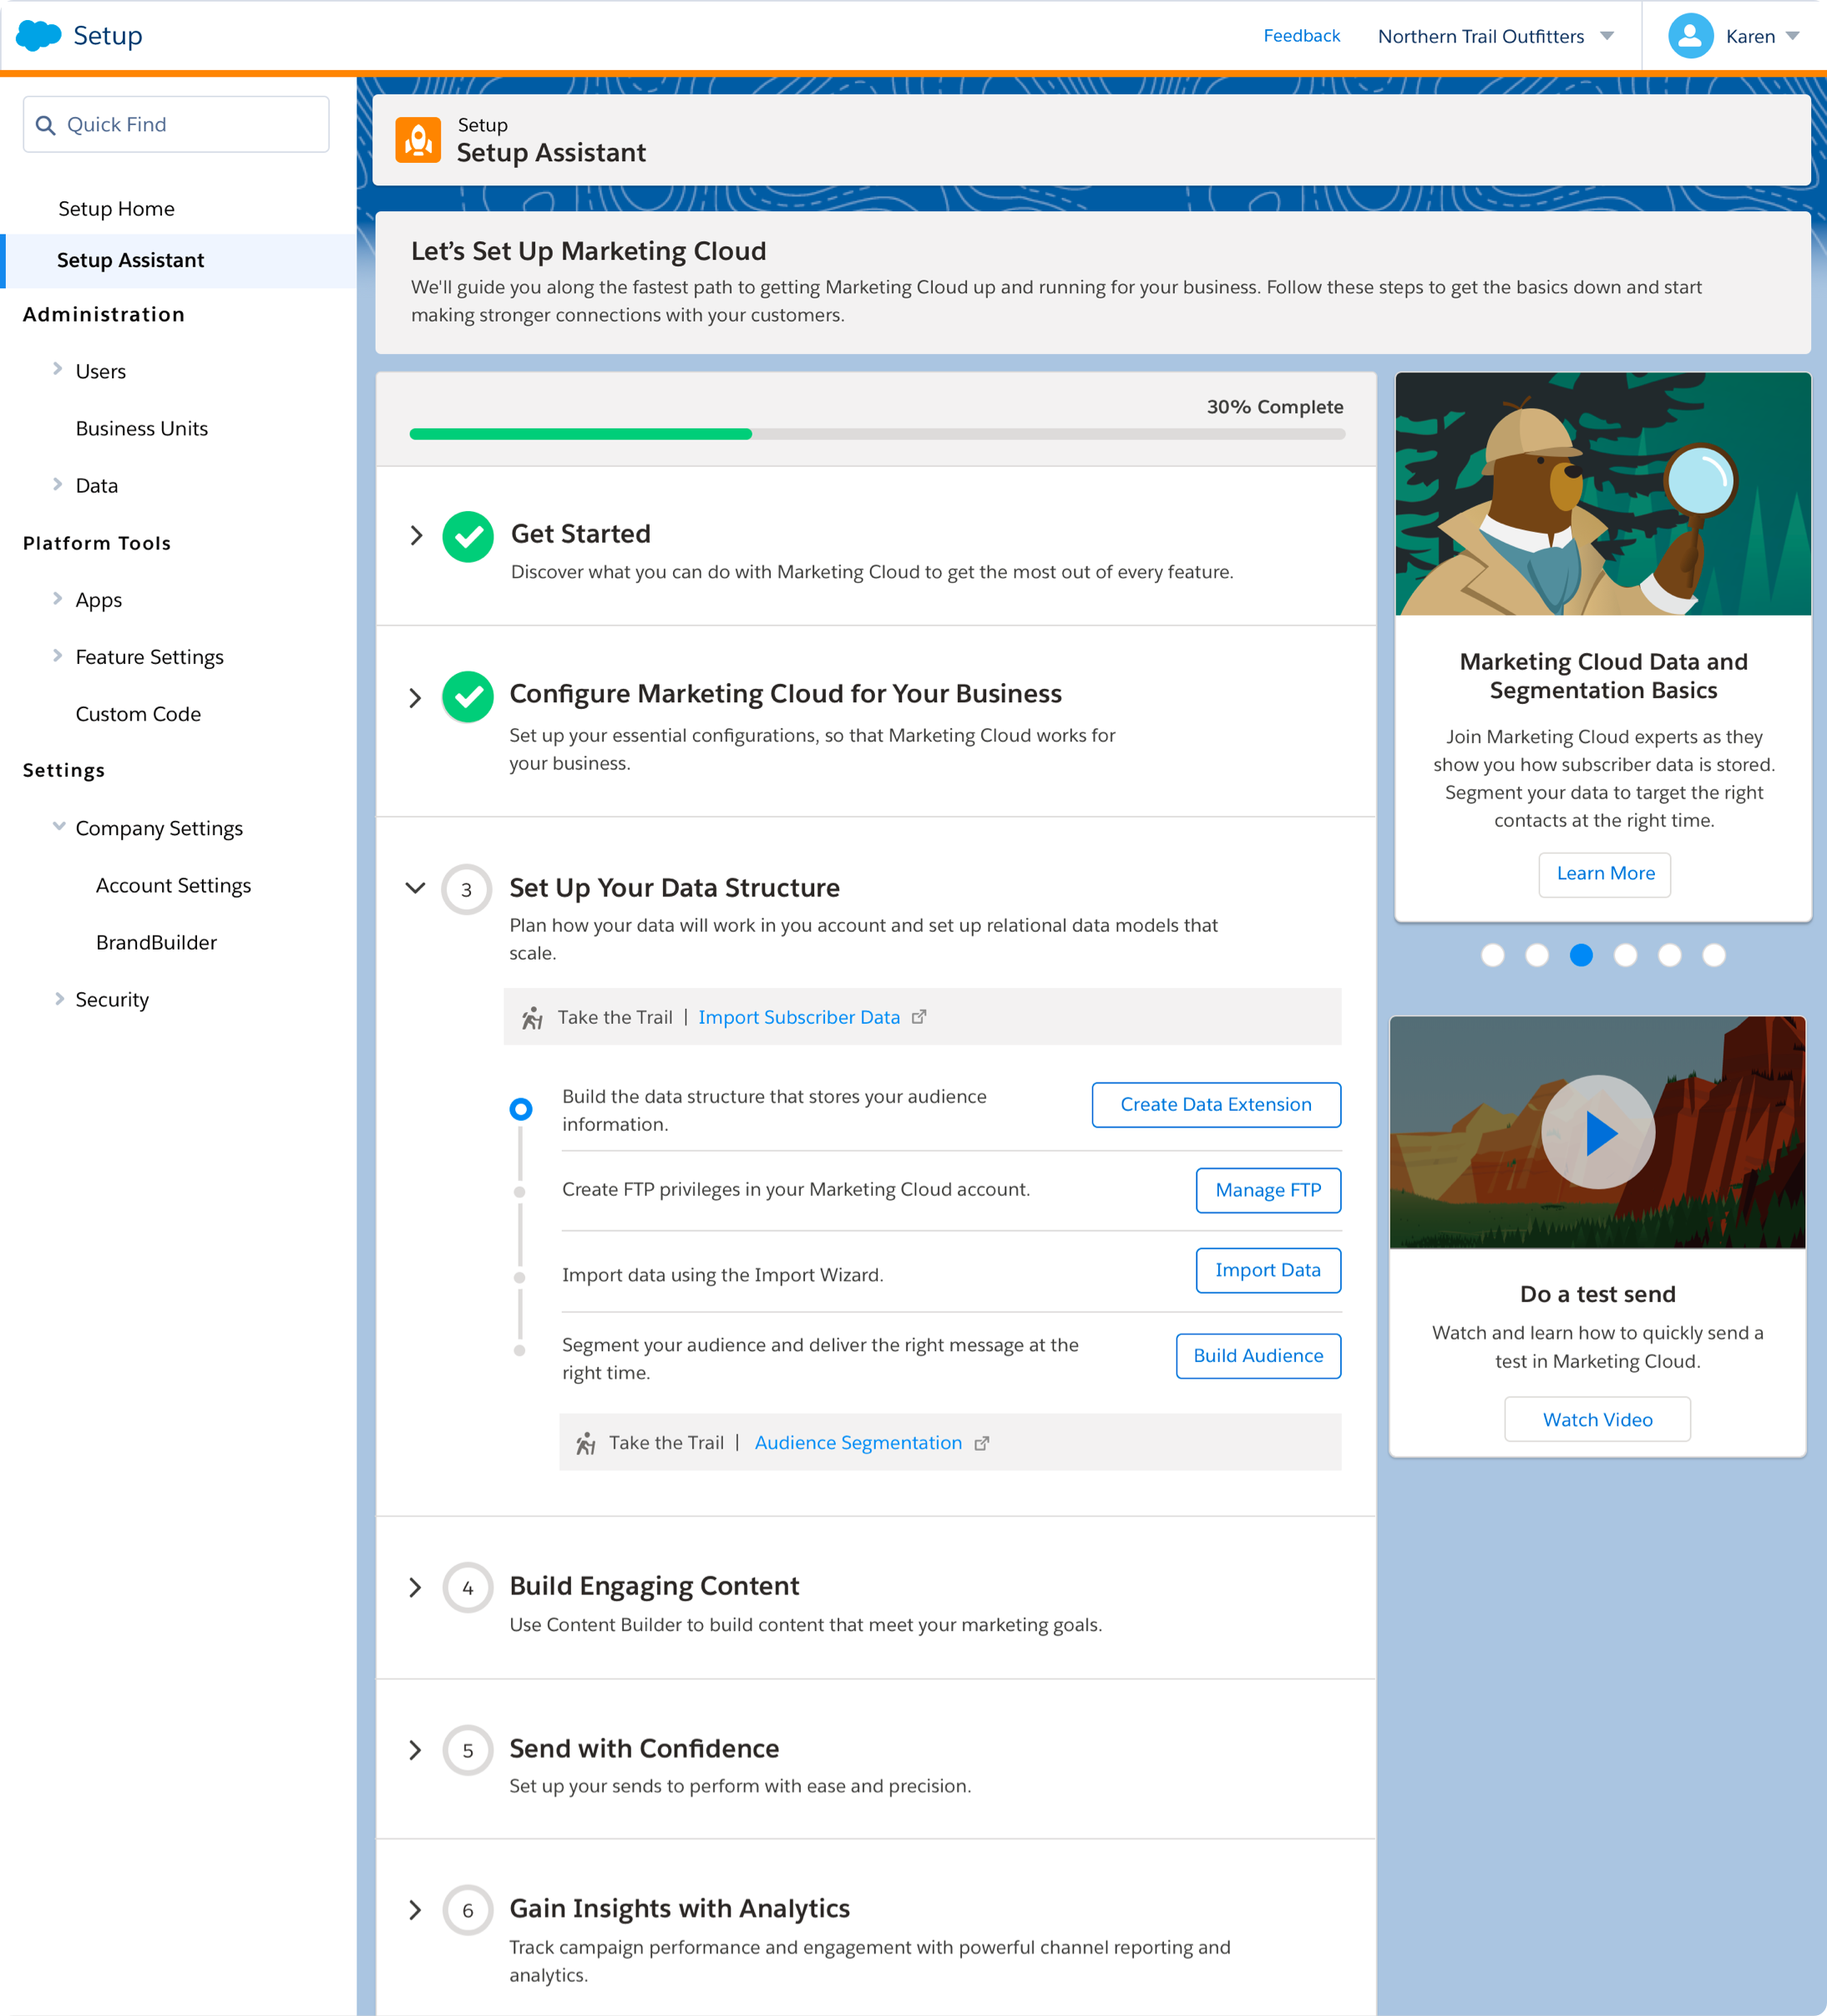 Setup
Feedback
Northern Trail Outfitters
Karen
Quick Find
Setup Home
Setup Assistant
Administration
Users
Business Units
Data
Platform Tools
Apps
Feature Settings
Custom Code
Settings
Company Settings
Account Settings
BrandBuilder
Security
Setup
Setup Assistant
Let’s Set Up Marketing Cloud
We'll guide you along the fastest path to getting Marketing Cloud up and running for your business. Follow these steps to get the basics down and start
making stronger connections with your customers.
30% Complete
Get Started
Discover what you can do with Marketing Cloud to get the most out of every feature.
Configure Marketing Cloud for Your Business
Set up your essential configurations, so that Marketing Cloud works for
your business.
3
Set Up Your Data Structure
Plan how your data will work in you account and set up relational data models that
scale.
Take the Trail | Import Subscriber Data
Build the data structure that stores your audience
information.
Create Data Extension
Create FTP privileges in your Marketing Cloud account.
Manage FTP
Import data using the Import Wizard.
Import Data
Segment your audience and deliver the right message at the
right time.
Build Audience
Take the Trail | Audience Segmentation
4
Build Engaging Content
Use Content Builder to build content that meet your marketing goals.
5
Send with Confidence
Set up your sends to perform with ease and precision.
6
Gain Insights with Analytics
Track campaign performance and engagement with powerful channel reporting and
analytics.
Marketing Cloud Data and
Segmentation Basics
Join Marketing Cloud experts as they
show you how subscriber data is stored.
Segment your data to target the right
contacts at the right time.
Learn More
Do a test send
Watch and learn how to quickly send a
test in Marketing Cloud.
Watch Video